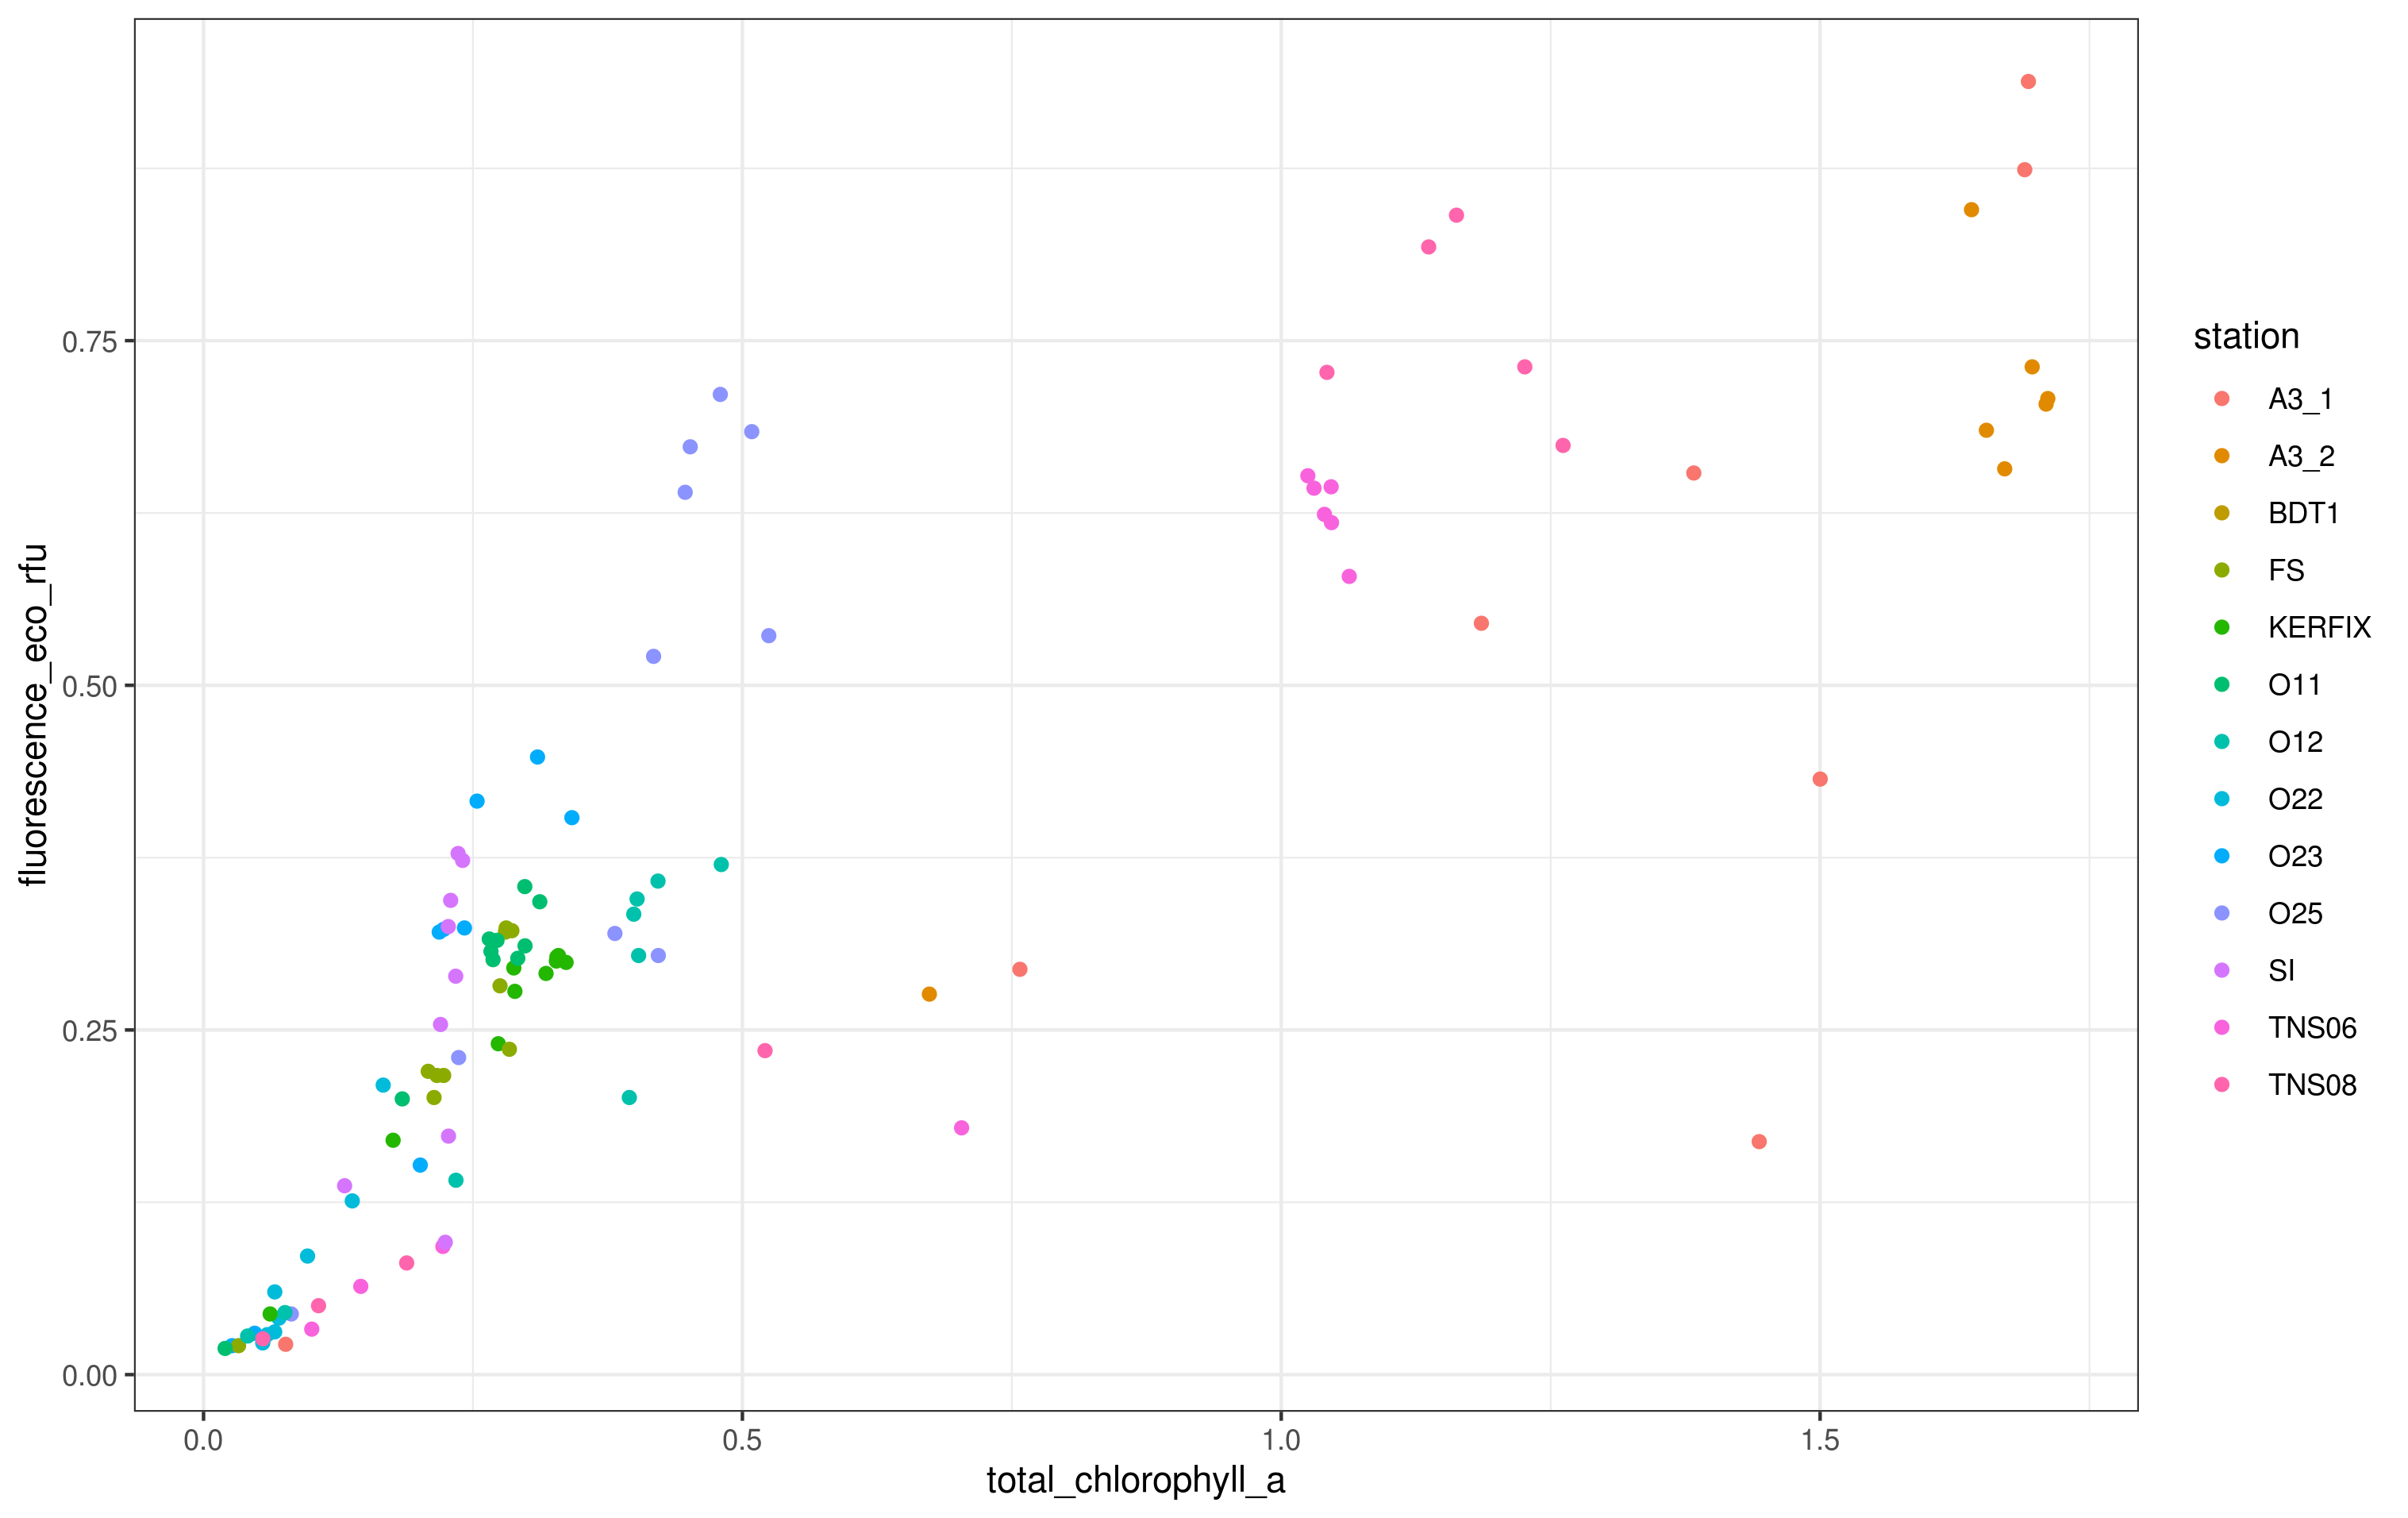 fluorescence_eco_rfu
0.75
0.50
0.25
0.00
0.0 0.5 1.0 1.5
total_chlorophyll_a
station
A3_1
A3_2
BDT1
FS
KERFIX
O11
O12
O22
O23
O25
SI
TNS06
TNS08